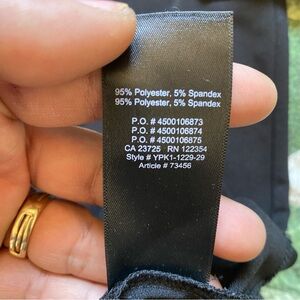 95% Polyester, 5% Spandex
95% Polyester, 5% Spandex
P.O. # 4500106873
P.O. # 4500106874
P.O. # 4500106875
CA 23725 RN 122354
Style # YPK1-1229-29
Article # 73456